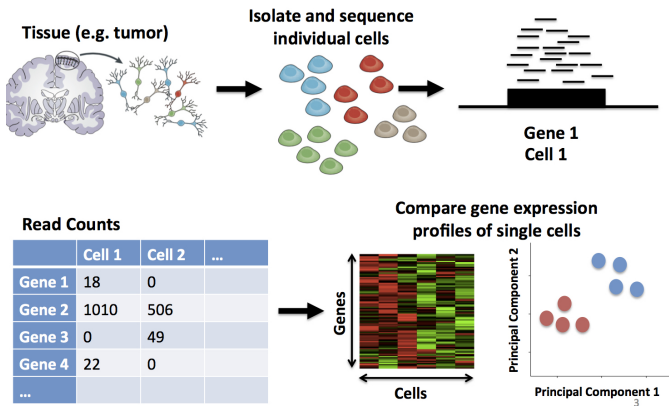 Tissue (e.g. tumor)
Isolate and sequence
individual cells
Gene 1
Cell 1
Read Counts
Cell 1 Cell 2 ...
Gene 1 18 0
Gene 2 1010 506
Gene 3 0 49
Gene 4 22 0
...
Compare gene expression
profiles of single cells
Genes
Cells
Principal Component 2
Principal Component 1
3